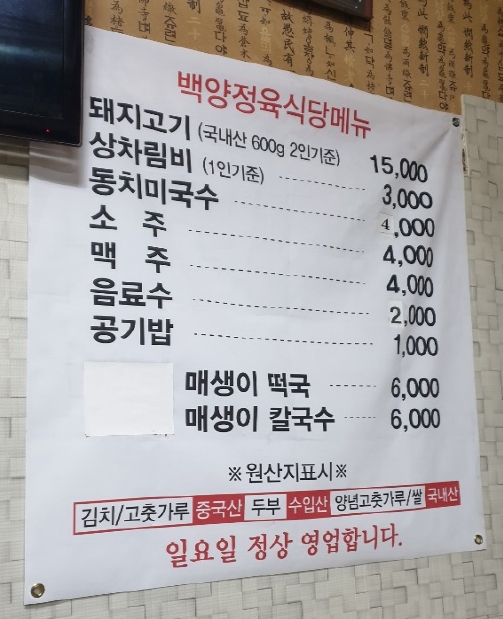 백양정육식당메뉴
돼지고기 (국내산 600g 2인기준) 15,000
상차림비 (1인기준) 3,000
동치미국수 4,000
소 주 4,000
맥 주 4,000
음료수 2,000
공기밥 1,000
매생이 떡국 6,000
매생이 칼국수 6,000
※원산지표시※
김치/고춧가루 중국산 두부 수입산 양념고춧가루/쌀 국내산
일요일 정상 영업합니다.